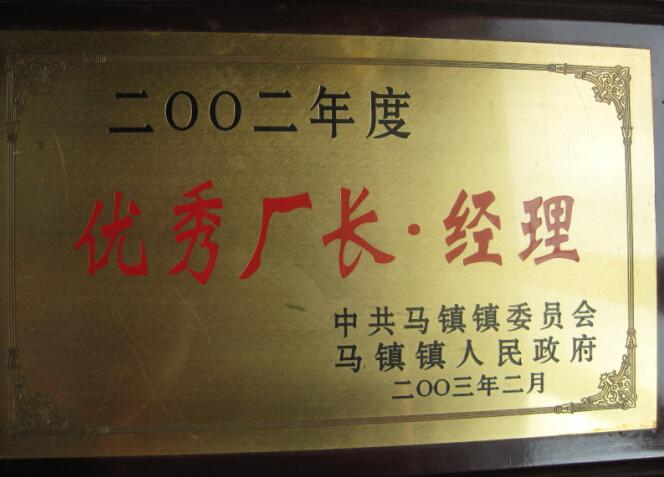 二OO二年度
优秀厂长·经理
中共马镇镇委员会
马镇镇人民政府
二OO三年二月